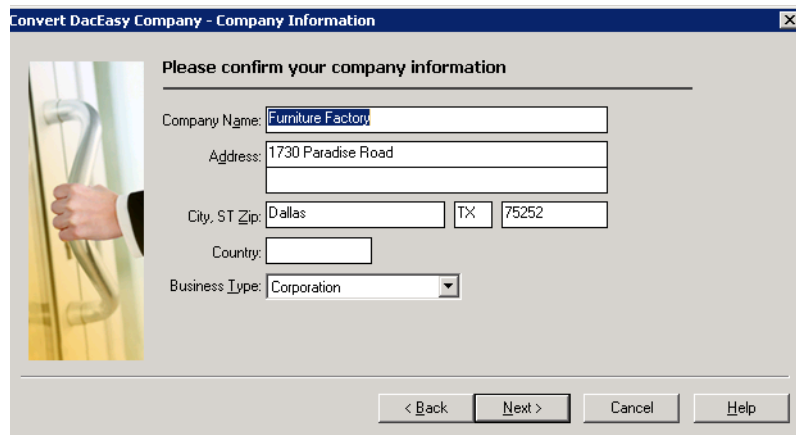 Convert DacEasy Company - Company Information
Please confirm your company information
Company Name: Furniture Factory
Address: 1730 Paradise Road
City, ST Zip: Dallas TX 75252
Country:
Business Type: Corporation
< Back Next > Cancel Help